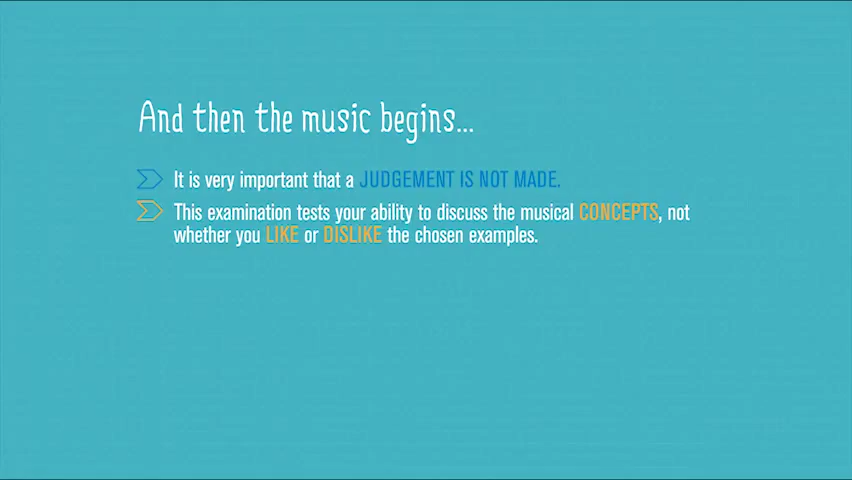 And then the music begins...
It is very important that a JUDGEMENT IS NOT MADE.
This examination tests your ability to discuss the musical CONCEPTS, not
whether you LIKE or DISLIKE the chosen examples.